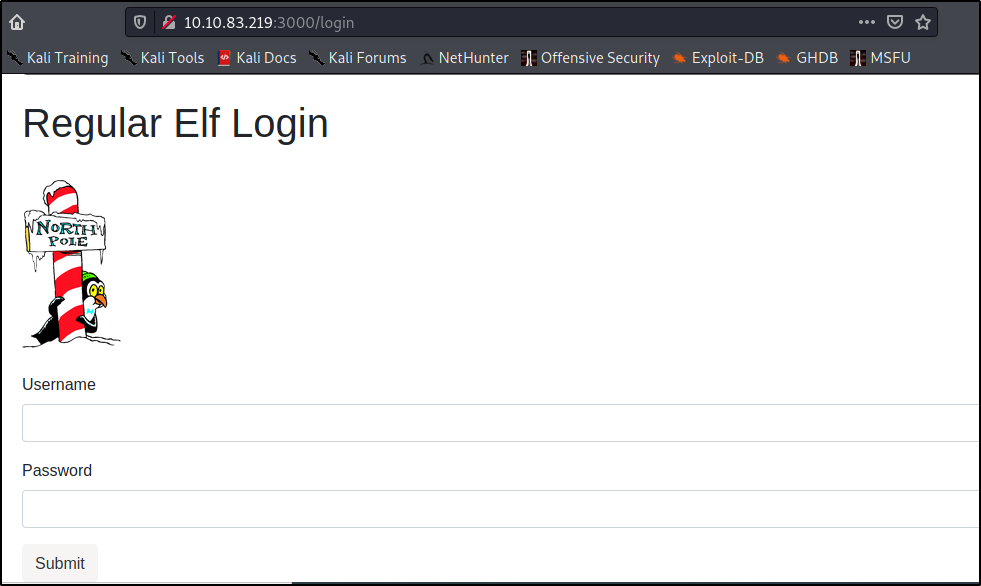 10.10.83.219:3000/login
Kali Training Kali Tools Kali Docs Kali Forums NetHunter Offensive Security Exploit-DB GHDB MSFU
Regular Elf Login
NORTH
POLE
Username
Password
Submit